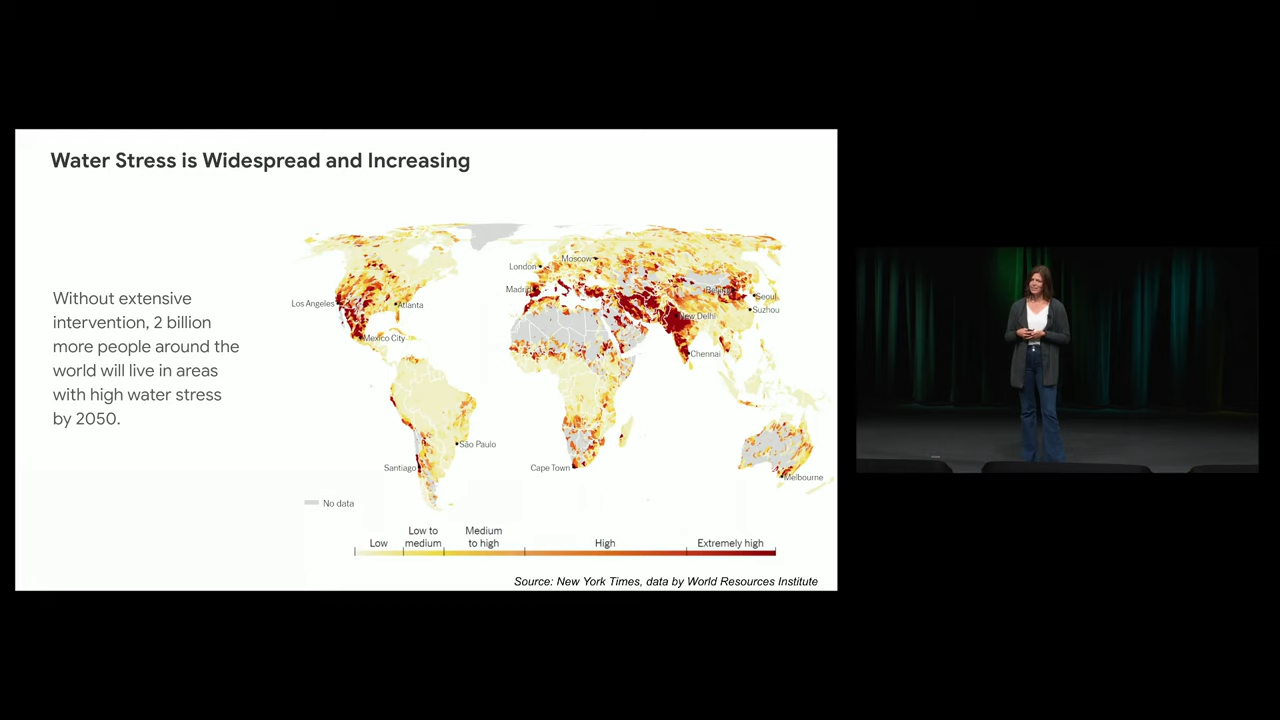 Water Stress is Widespread and Increasing
Without extensive
intervention, 2 billion
more people around the
world will live in areas
with high water stress
by 2050.
Moscow
London
Madrid
Beijing
Seoul
Los Angeles
Atlanta
Suzhou
New Delhi
Mexico City
Chennai
São Paulo
Santiago
Cape Town
Melbourne
No data
Low
Low to
medium
Medium
to high
High
Extremely high
Source: New York Times, data by World Resources Institute